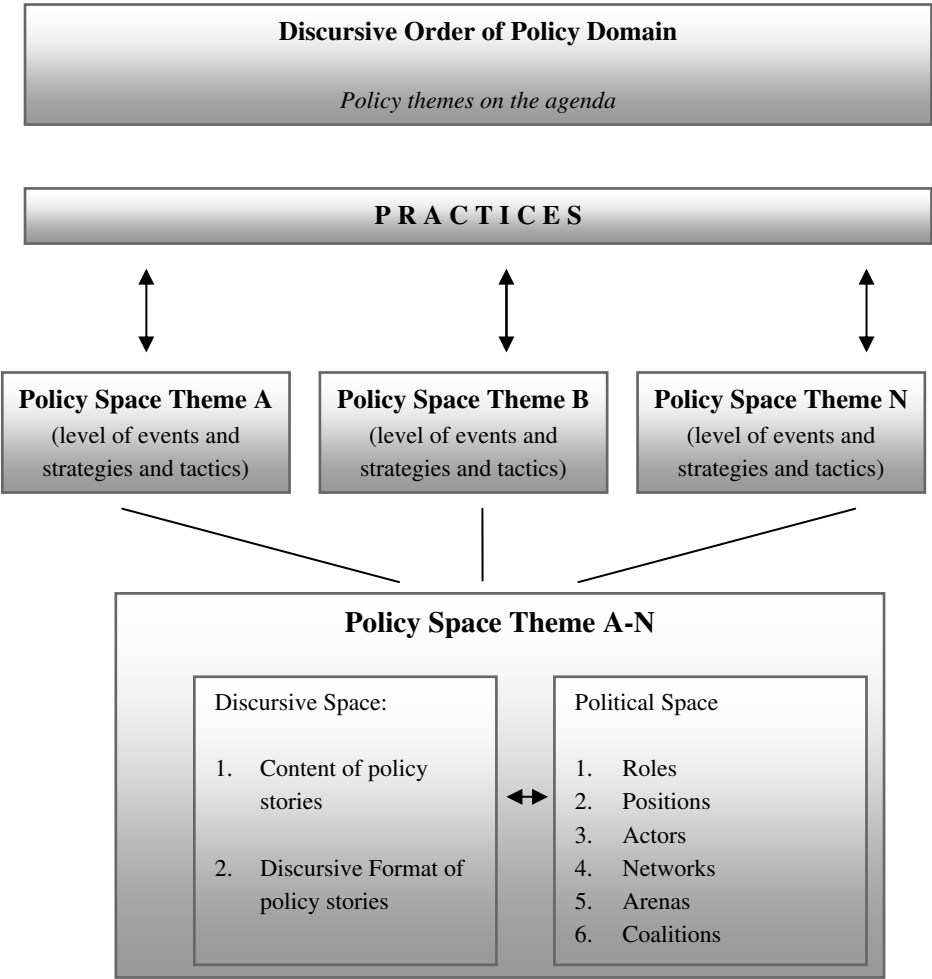 Discursive Order of Policy Domain
Policy themes on the agenda
P R A C T I C E S
Policy Space Theme A
(level of events and
strategies and tactics)
Policy Space Theme B
(level of events and
strategies and tactics)
Policy Space Theme N
(level of events and
strategies and tactics)
Policy Space Theme A-N
Discursive Space:
1. Content of policy
stories
2. Discursive Format of
policy stories
Political Space
1. Roles
2. Positions
3. Actors
4. Networks
5. Arenas
6. Coalitions